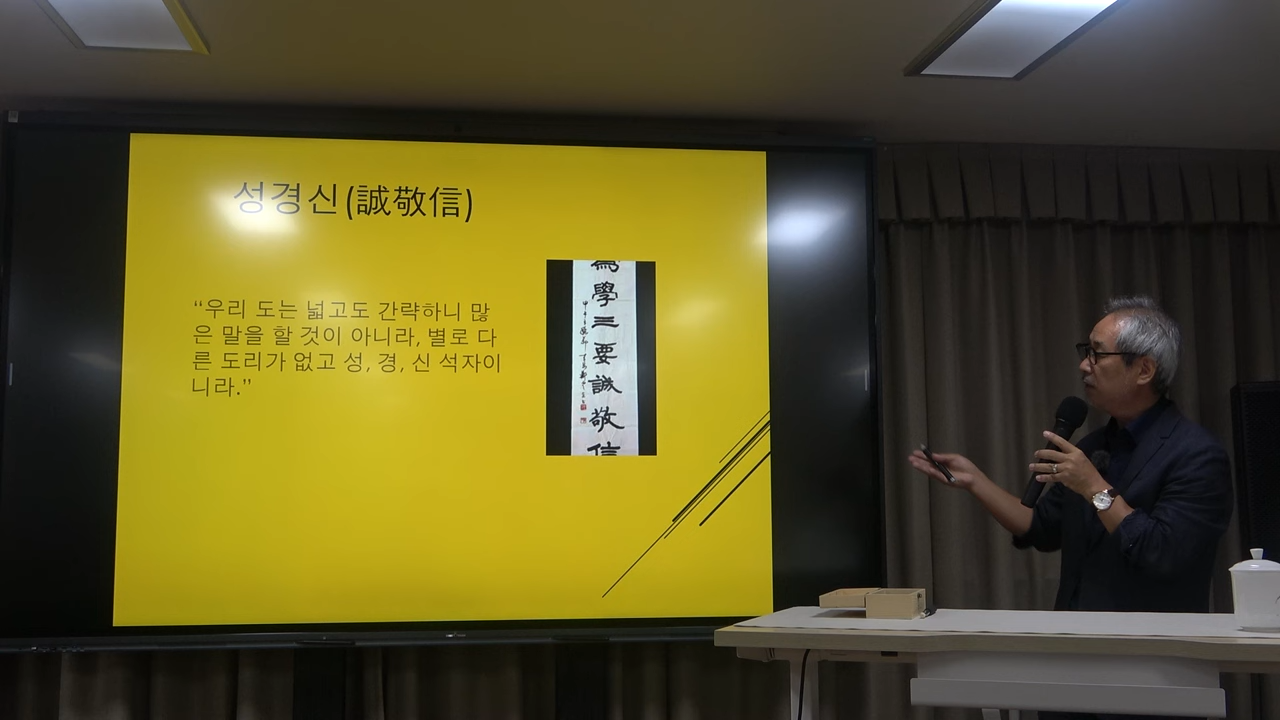 성경신(誠敬信)
“우리 도는 넓고도 간략하니 많
은 말을 할 것이 아니라, 별로 다
른 도리가 없고 성, 경, 신 석자이
니라.”
爲學三要誠敬信